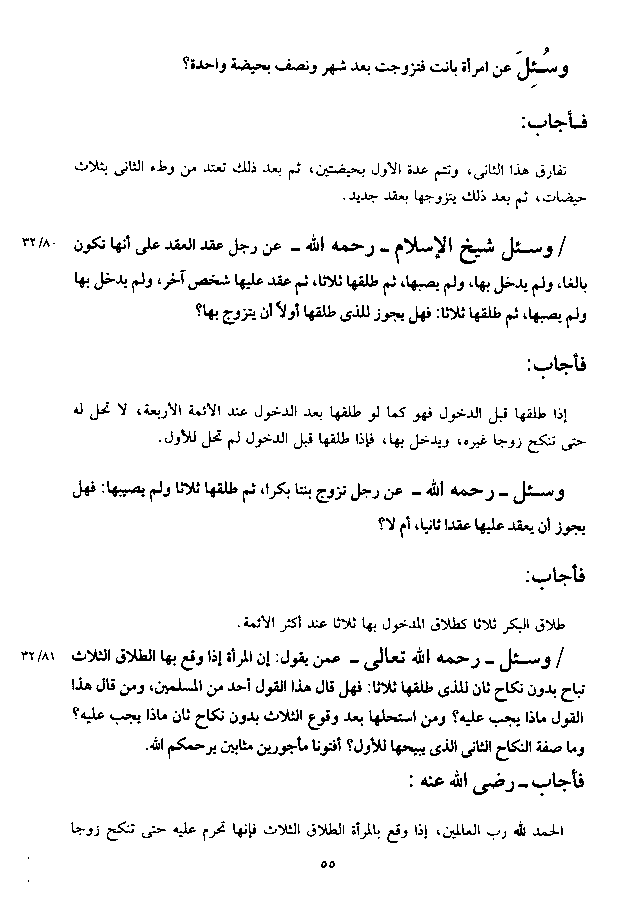 وسُئِلَ عن امرأة بانت فتزوجت بعد شهر ونصف بحيضة واحدة؟
فأجاب:
تفارق هذا الثانى، وتتم عدة الأول بحيضتين، ثم بعد ذلك تعتد من وطء الثانى بثلاث
حيضات، ثم بعد ذلك يتزوجها بعقد جديد.
/ وسئل شيخ الإسلام ـ رحمه الله ـ عن رجل عقد العقد على أنها تكون ٣٢/٨٠
بالغا، ولم يدخل بها، ولم يصبها، ثم طلقها ثلاثا، ثم عقد عليها شخص آخر، ولم يدخل بها
ولم يصبها، ثم طلقها ثلاثا: فهل يجوز للذى طلقها أولاً أن يتزوج بها؟
فأجاب:
إذا طلقها قبل الدخول فهو كما لو طلقها بعد الدخول عند الأئمة الأربعة، لا تحل له
حتى تنكح زوجا غيره، ويدخل بها، فإذا طلقها قبل الدخول لم تحل للأول.
وسئل ـ رحمه الله ـ عن رجل تزوج بنتا بكرا، ثم طلقها ثلاثا ولم يصيبها: فهل
يجوز أن يعقد عليها عقدا ثانيا، أم لا؟
فأجاب:
طلاق البكر ثلاثا كطلاق المدخول بها ثلاثا عند أكثر الأئمة.
/ وسئل ـ رحمه الله تعالى ـ عمن يقول: إن المرأة إذا وقع بها الطلاق الثلاث ٣٢/٨١
تباح بدون نكاح ثان للذى طلقها ثلاثا: فهل قال هذا القول أحد من المسلمين، ومن قال هذا
القول ماذا يجب عليه؟ ومن استحلها بعد وقوع الثلاث بدون نكاح ثان ماذا يجب عليه؟
وما صفة النكاح الثانى الذى يبيحها للأول؟ أفتونا مأجورين مثابين يرحمكم الله.
فأجاب ـ رضى الله عنه :
الحمد لله رب العالمين، إذا وقع بالمرأة الطلاق الثلاث فإنها تحرم عليه حتى تنكح زوجا
٥٥